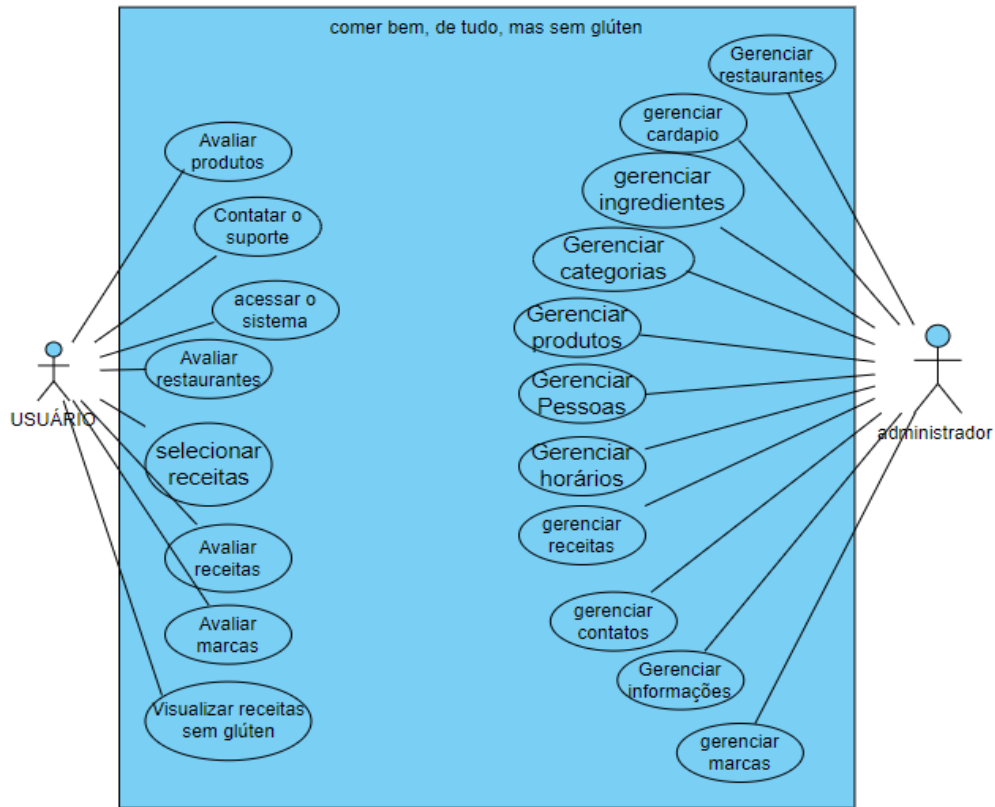 comer bem, de tudo, mas sem glúten
Avaliar
produtos
Contatar o
suporte
acessar o
sistema
Avaliar
restaurantes
selecionar
receitas
Avaliar
receitas
Avaliar
marcas
Visualizar receitas
sem glúten
USUÁRIO
Gerenciar
restaurantes
gerenciar
cardapio
gerenciar
ingredientes
Gerenciar
categorias
Gerenciar
produtos
Gerenciar
Pessoas
Gerenciar
horários
gerenciar
receitas
gerenciar
contatos
Gerenciar
informações
gerenciar
marcas
administrador